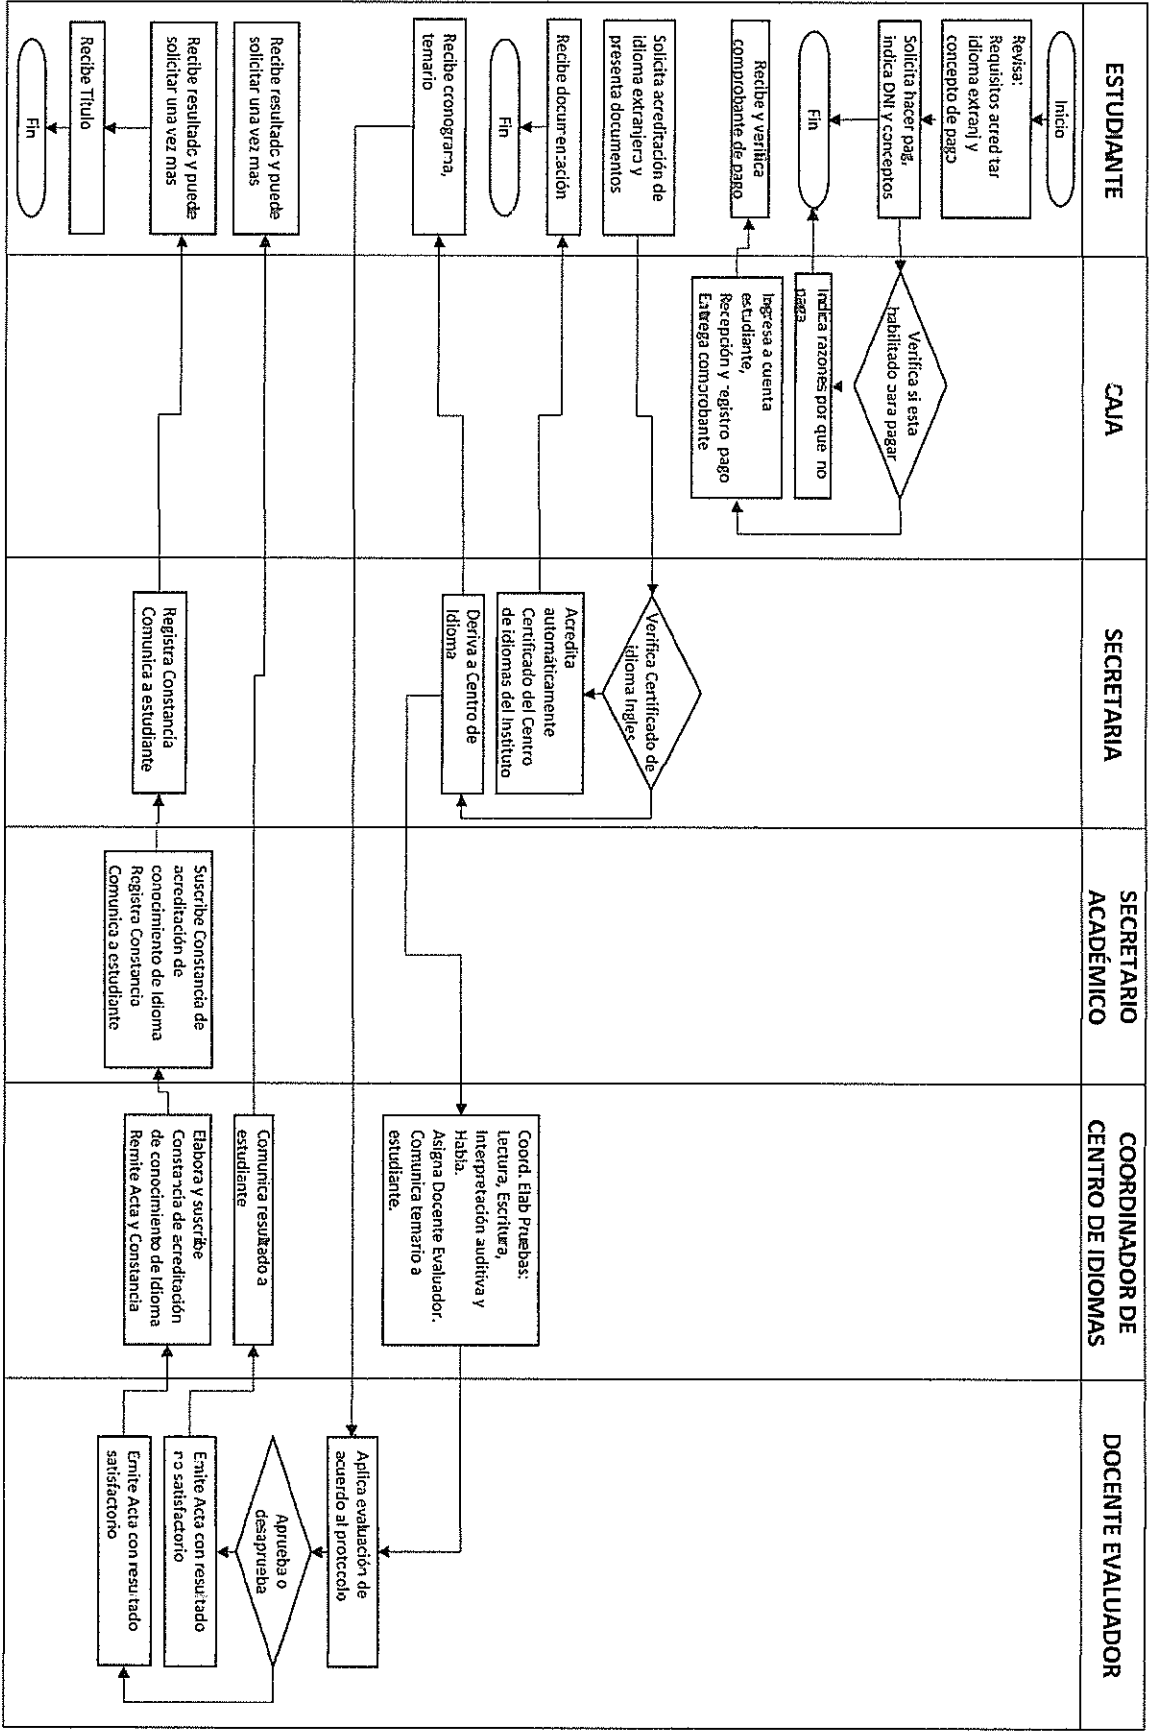 ESTUDIANTE
CAJA
SECRETARIA
SECRETARIO
ACADÉMICO
COORDINADOR DE
CENTRO DE IDIOMAS
DOCENTE EVALUADOR
Inicio
Revisa:
Requisitos acreditar
idioma extranj y
concepto de pago
Solicita hacer pag,
indica DNI y conceptos
Fin
Recibe y verifica
comprobante de pago
Solicita acreditación de
idioma extranjero y
presenta documentos
Recibe documentación
Fin
Recibe cronograma,
temario
Recibe resultado y puede
solicitar una vez mas
Recibe resultado y puede
solicitar una vez mas
Recibe Título
Fin
Verifica si esta
habilitado para pagar
Indica razones por que no
paga
Ingresa a cuenta
estudiante,
Recepción y registro pago
Entrega comprobante
Verifica Certificado de
idioma Ingles
Acredita
automáticamente
Certificado del Centro
de idiomas del Instituto
Deriva a Centro de
Idioma
Registra Constancia
Comunica a estudiante
Suscribe Constancia de
acreditación de
conocimiento de Idioma
Registra Constancia
Comunica a estudiante
Coord. Elab Pruebas:
Lectura, Escritura,
Interpretación auditiva y
Habla.
Asigna Docente Evaluador.
Comunica temario a
estudiante.
Comunica resultado a
estudiante
Elabora y suscribe
Constancia de acreditación
de conocimiento de Idioma
Remite Acta y Constancia
Aplica evaluación de
acuerdo al protocolo
Aprueba o
desaprueba
Emite Acta con resultado
no satisfactorio
Emite Acta con resultado
satisfactorio